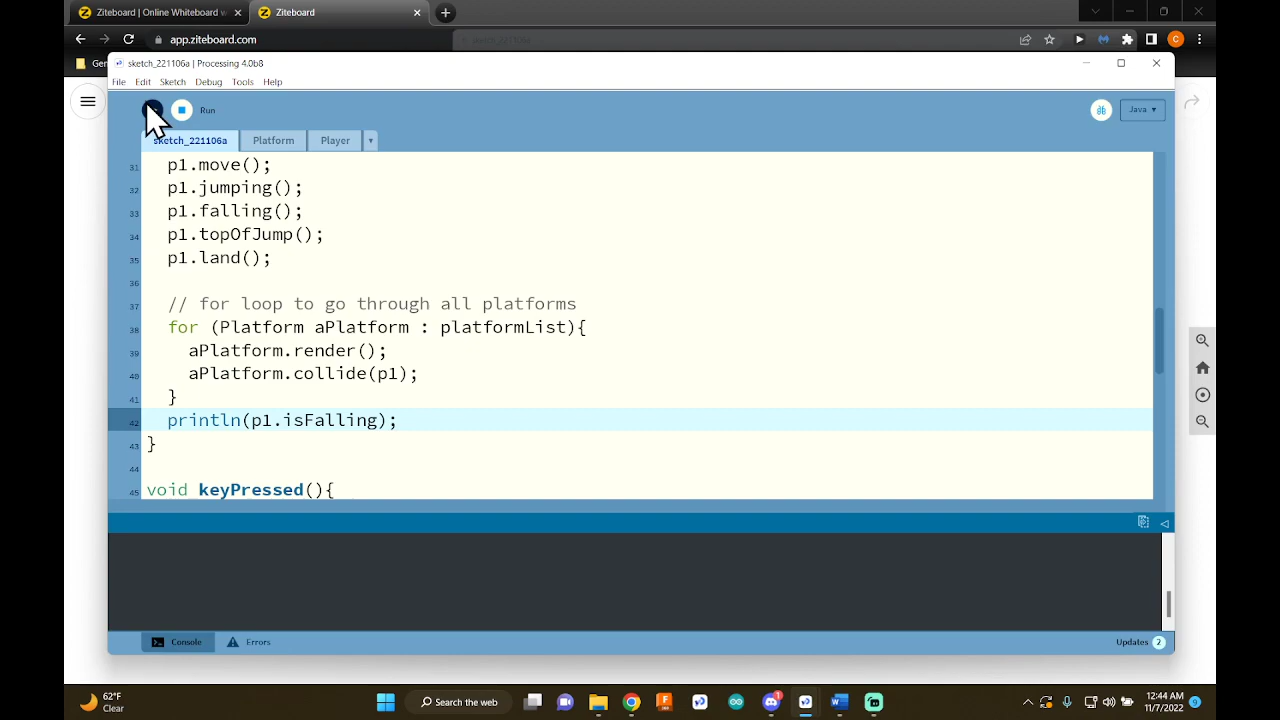 Ziteboard | Online Whiteboard w
Ziteboard
app.ziteboard.com
Gen
sketch_221106a | Processing 4.0b8
File Edit Sketch Debug Tools Help
Run
Java
sketch_221106a Platform Player
31 p1.move();
32 p1.jumping();
33 p1.falling();
34 p1.topOfJump();
35 p1.land();
36
37 // for loop to go through all platforms
38 for (Platform aPlatform : platformList){
39 aPlatform.render();
40 aPlatform.collide(p1);
41 }
42 println(p1.isFalling);
43 }
44
45 void keyPressed(){
Console Errors
Updates 2
62°F
Clear
Search the web
1
12:44 AM
11/7/2022
9